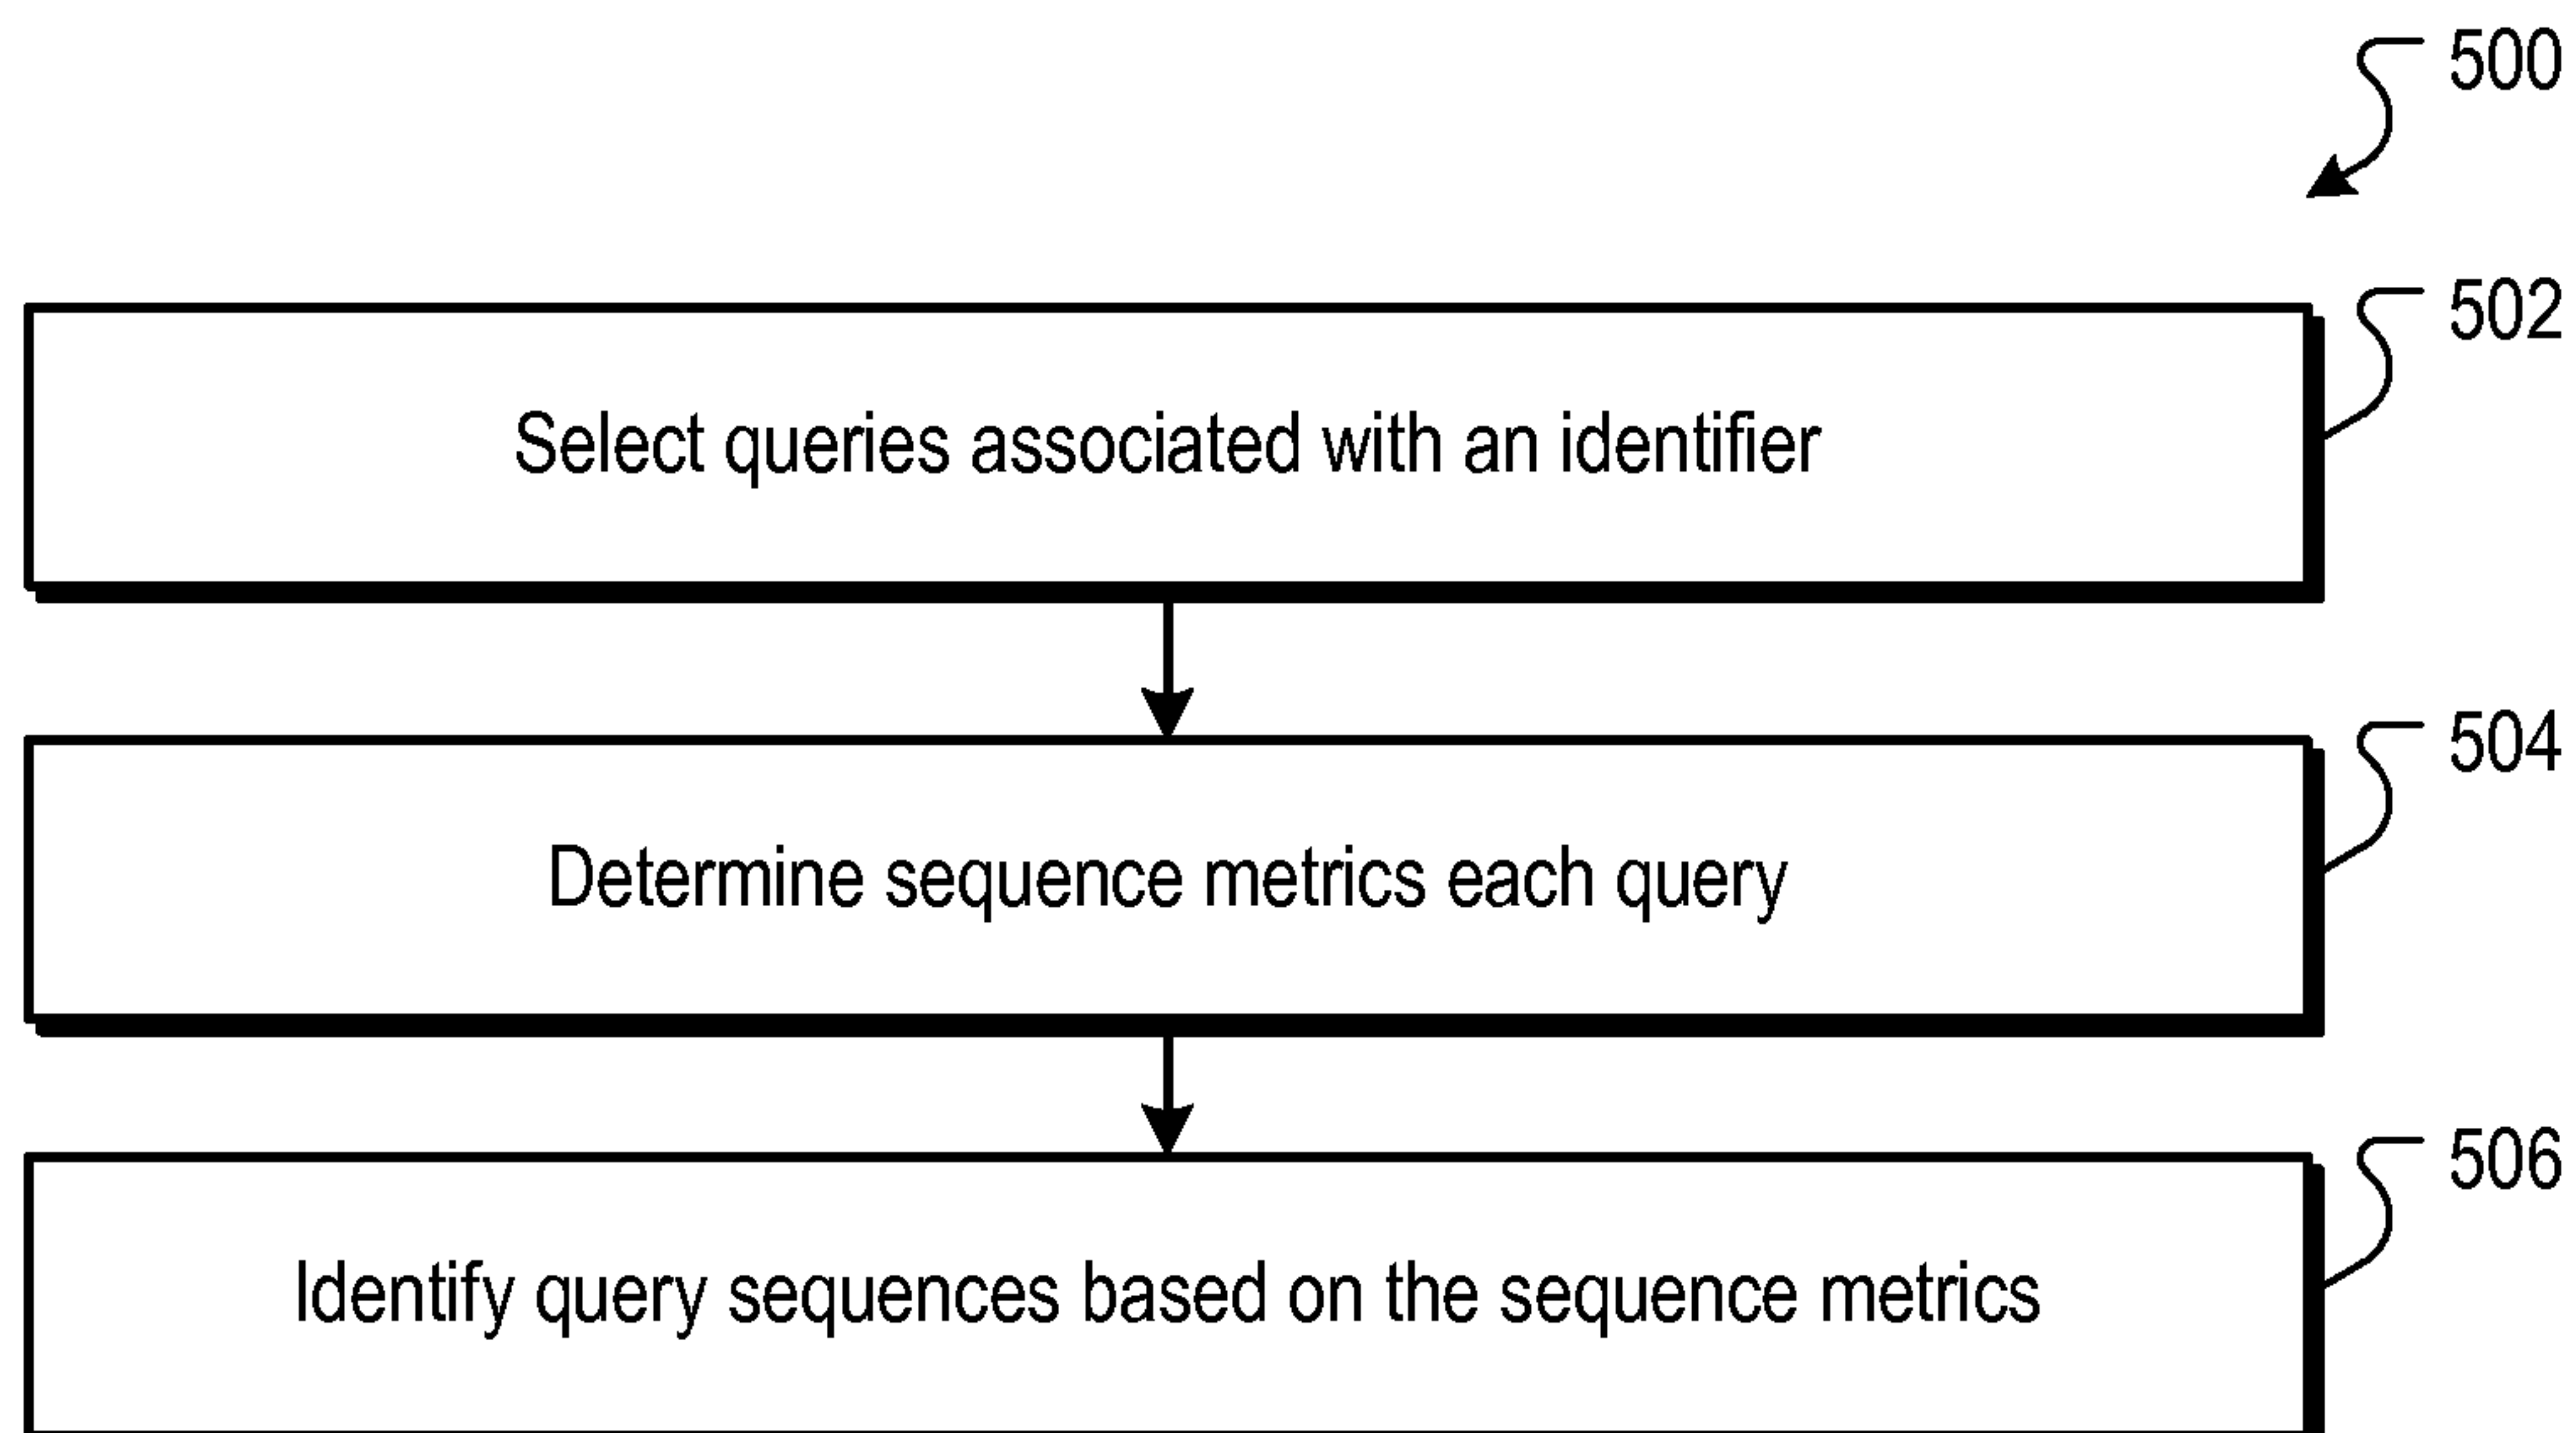 500
502
Select queries associated with an identifier
504
Determine sequence metrics each query
506
Identify query sequences based on the sequence metrics